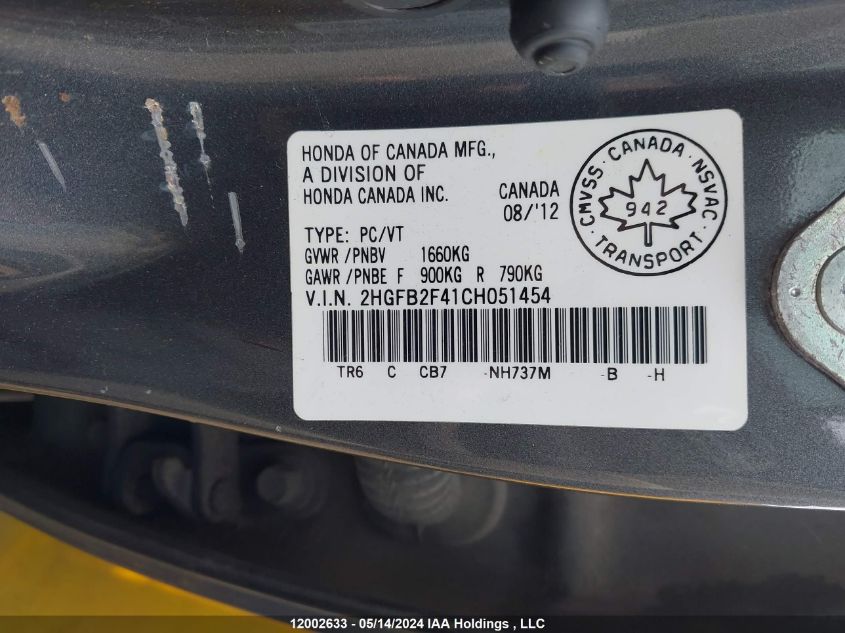 HONDA OF CANADA MFG.,
A DIVISION OF
HONDA CANADA INC.
CANADA
08/'12
CMVSS · CANADA · NSVAC
942
TRANSPORT
TYPE: PC/VT
GVWR /PNBV 1660KG
GAWR /PNBE F 900KG R 790KG
V.I.N. 2HGFB2F41CH051454
TR6 C CB7 -NH737M -B -H
12002633 - 05/14/2024 IAA Holdings , LLC